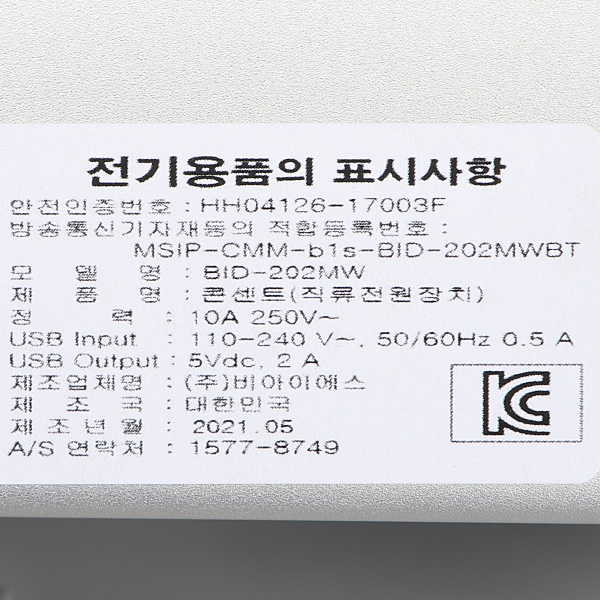 전기용품의 표시사항
안전인증번호 : HH04126-17003F
방송통신기자재등의 적합등록번호 :
MSIP-CMM-b1s-BID-202MWBT
모 델 명 : BID-202MW
제 품 명 : 콘센트(직류전원장치)
정 력 : 10A 250V~
USB Input : 110-240 V~, 50/60Hz 0.5 A
USB Output : 5Vdc, 2 A
제조업체명 : (주)비아이에스
제 조 국 : 대한민국
제 조 년 월 : 2021.05
A/S 연락처 : 1577-8749
KC